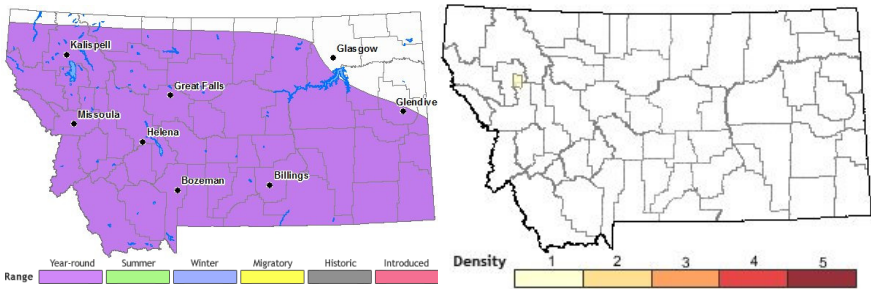 Kalispell
Glasgow
Great Falls
Glendive
Missoula
Helena
Bozeman
Billings
Range Year-round Summer Winter Migratory Historic Introduced
Density 1 2 3 4 5